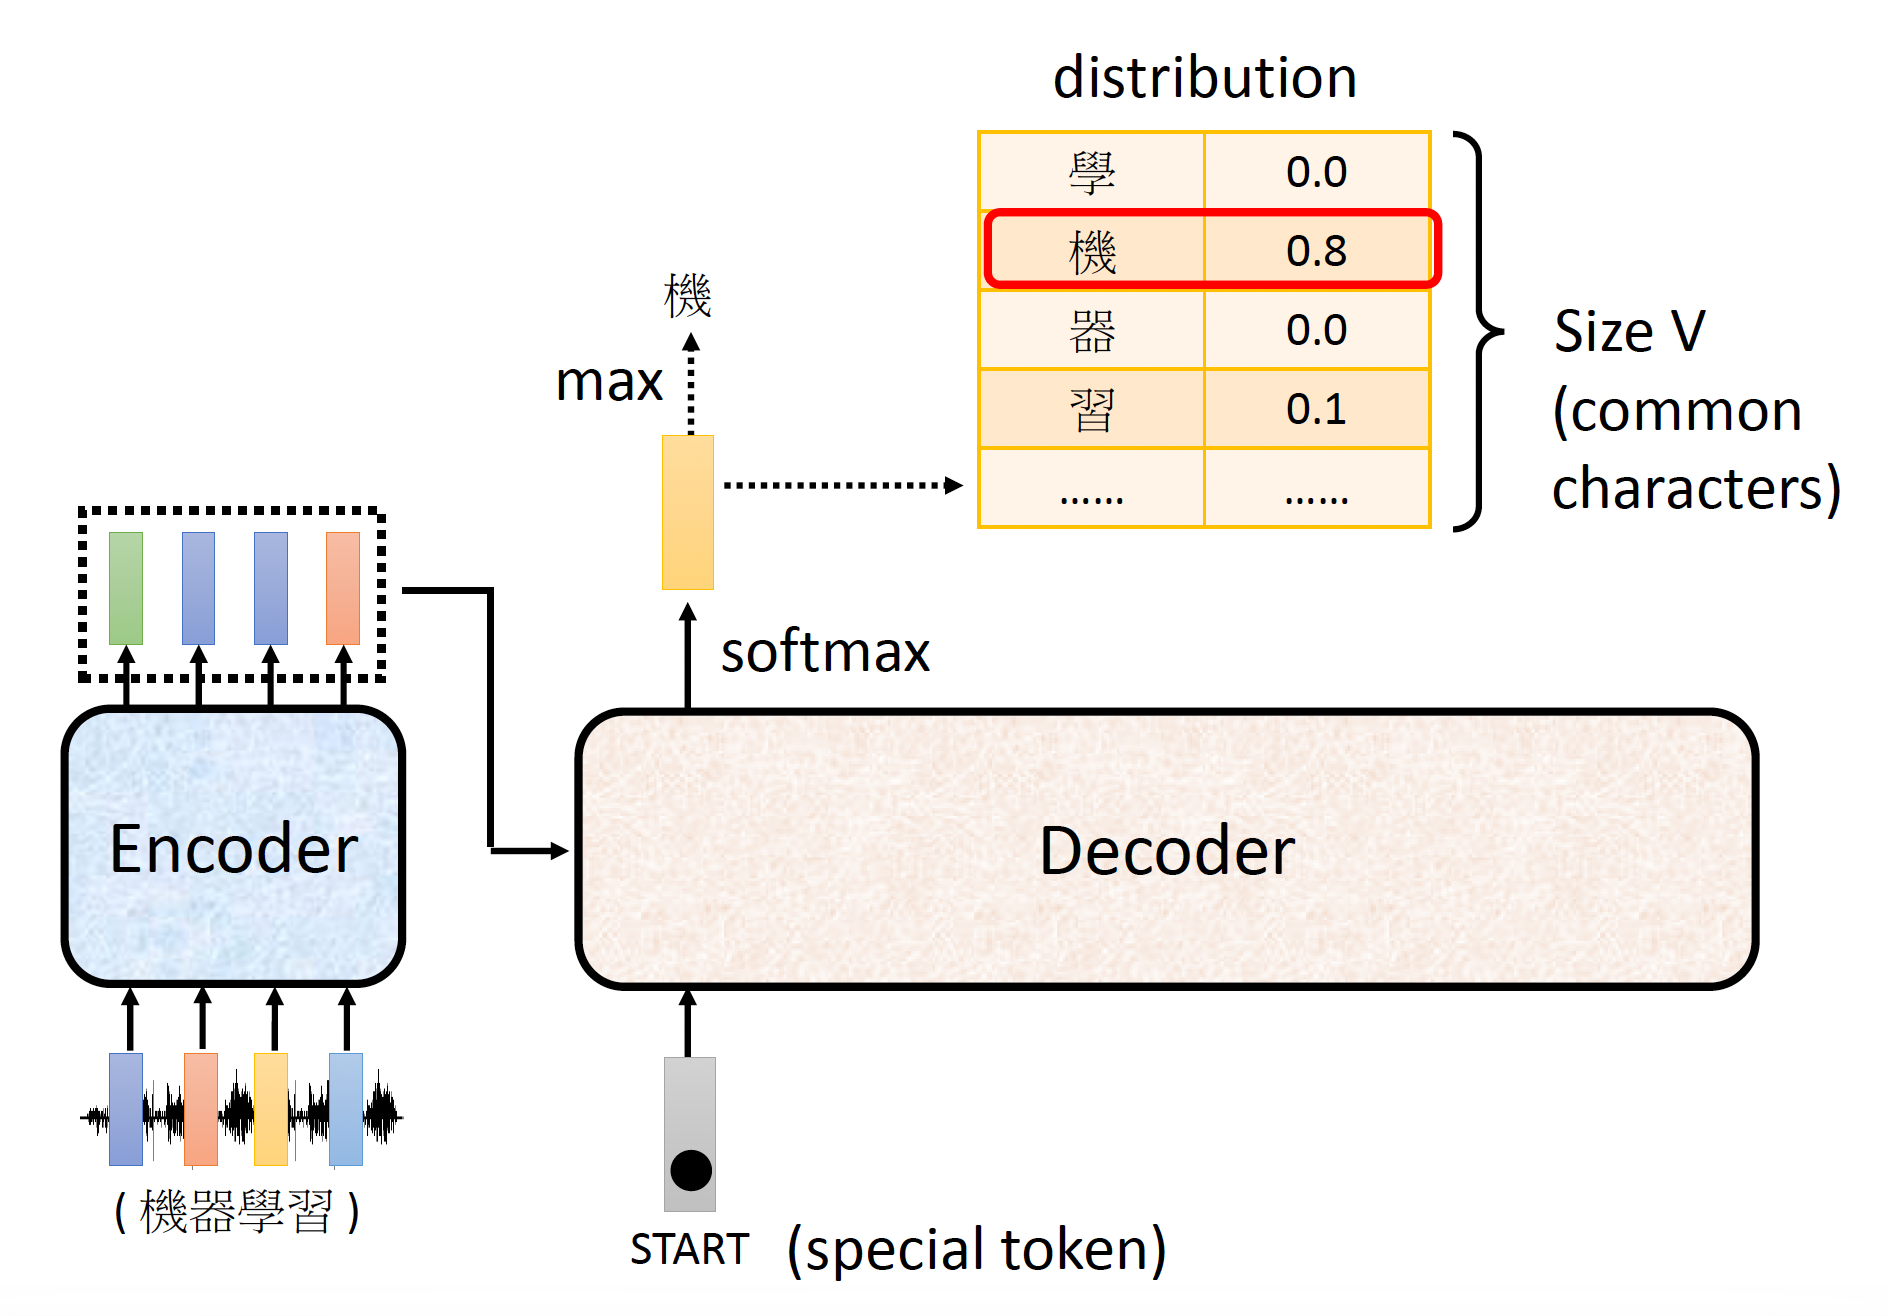 distribution
學 0.0
機 0.8
器 0.0
習 0.1
...... ......
Size V
(common
characters)
機
max
softmax
Encoder
Decoder
( 機器學習 )
START (special token)